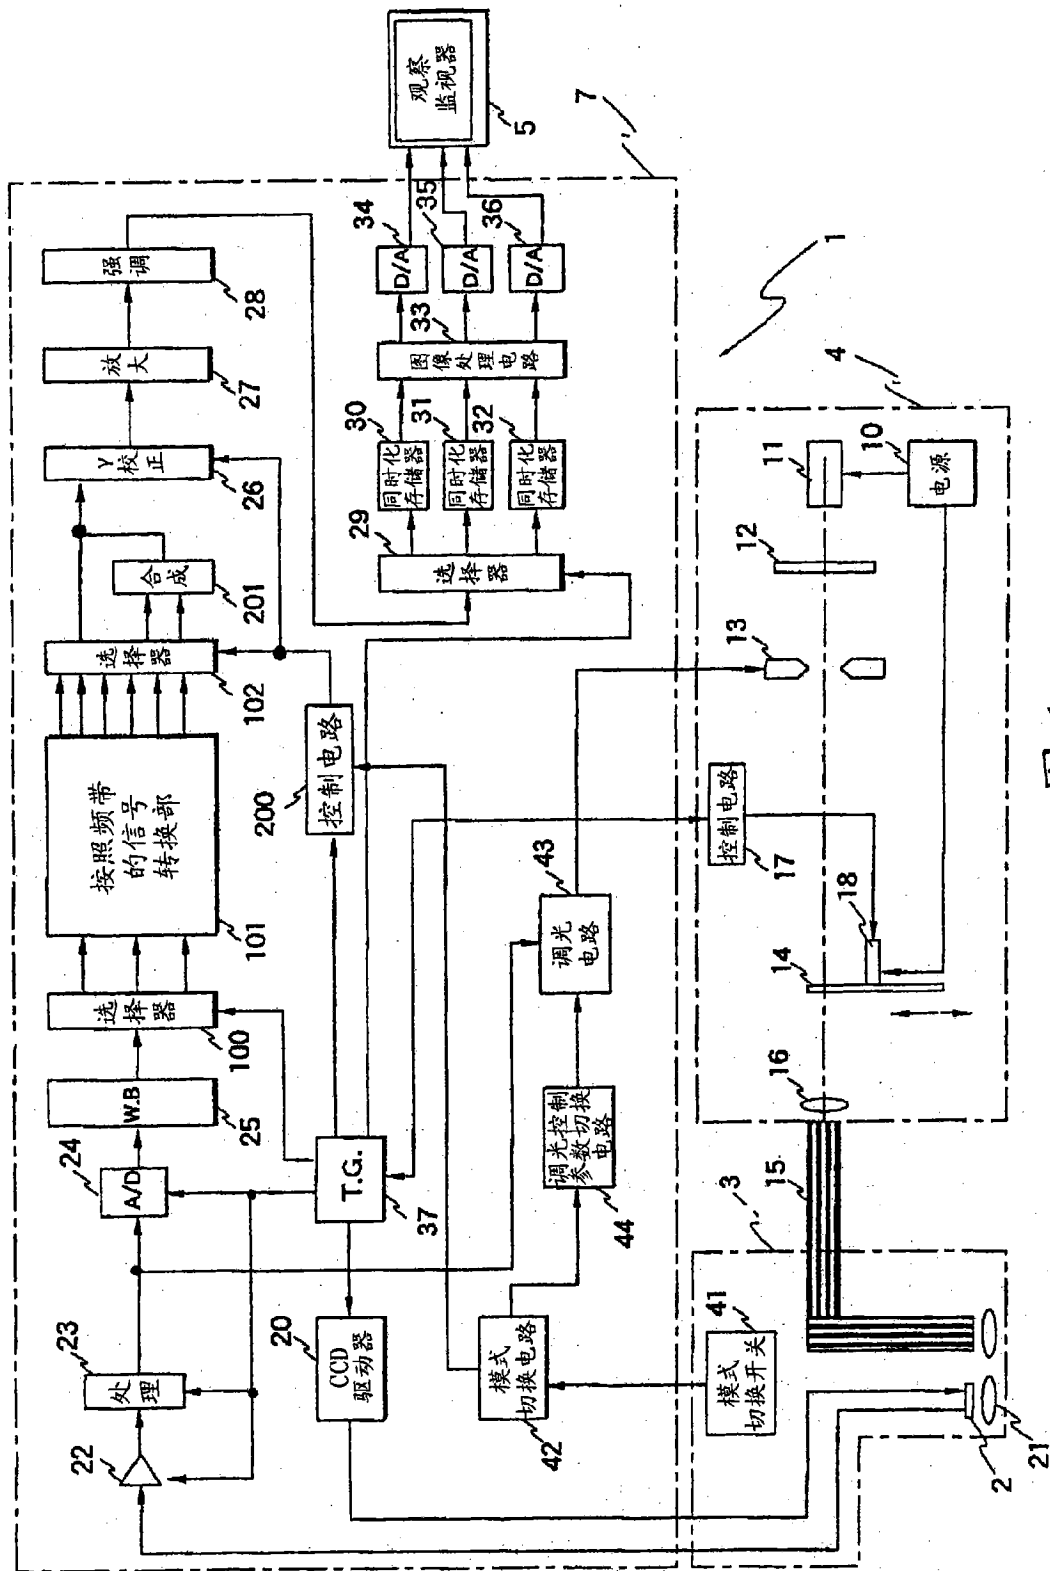 22
23
处理
24
A/D
25
W.B
100
选择器
101
按照频带
的信号
转换部
102
选择器
201
合成
26
γ
校正
27
放大
28
强调
20
CCD
驱动器
37
T.G.
200
控制电路
29
选择器
30
同时化
存储器
31
同时化
存储器
32
同时化
存储器
33
图像处理电路
34
D/A
35
D/A
36
D/A
5
观察
监视器
7
42
模式
切换电路
44
调光控制
参数切换
电路
43
调光
电路
41
模式
切换开关
3
2
21
15
16
14
18
17
控制电路
13
12
11
10
电源
4
1